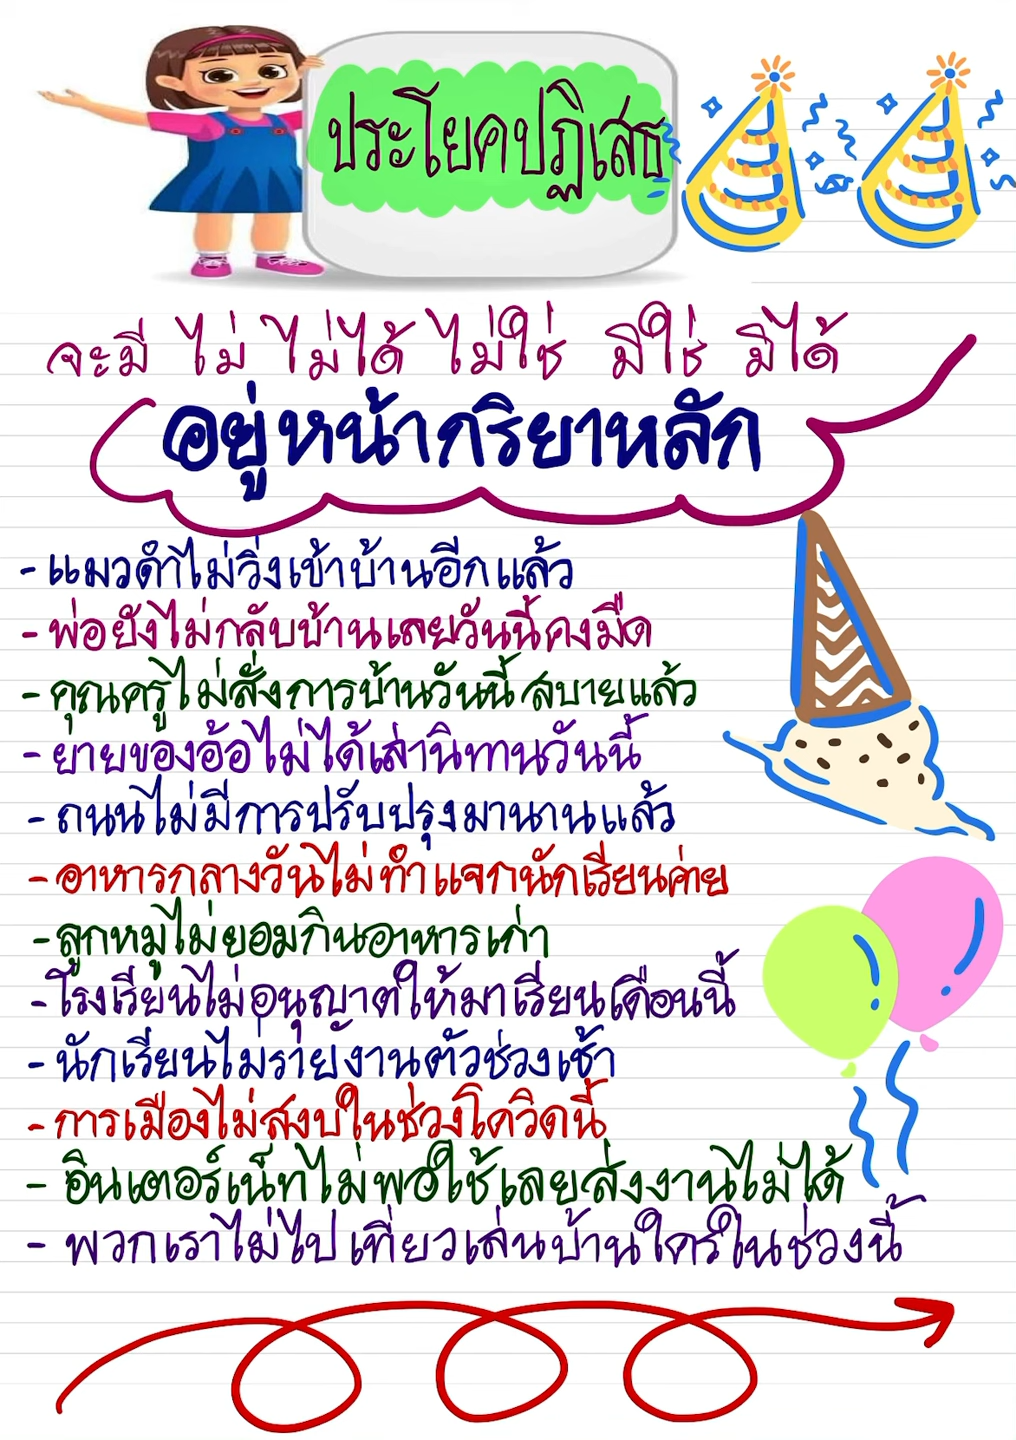 ประโยคปฏิเสธ
จะมี ไม่ ไม่ได้ ไม่ใช่ มิใช่ มิได้
อยู่หน้ากริยาหลัก
- แมวดำไม่วิ่งเข้าบ้านอีกแล้ว
- พ่อยังไม่กลับบ้านเลยวันนี้คงมืด
- คุณครูไม่สั่งการบ้านวันนี้สบายแล้ว
- ยายของอ้อไม่ได้เล่านิทานวันนี้
- ถนนไม่มีการปรับปรุงมานานแล้ว
- อาหารกลางวันไม่ทำแจกนักเรียนค่าย
- ลูกหมูไม่ยอมกินอาหารเก่า
- โรงเรียนไม่อนุญาตให้มาเรียนเดือนนี้
- นักเรียนไม่รายงานตัวช่วงเช้า
- การเมืองไม่สงบในช่วงโควิดนี้
- อินเตอร์เน็ทไม่พอใช้เลยส่งงานไม่ได้
- พวกเราไม่ไปเที่ยวเล่นบ้านใครในช่วงนี้